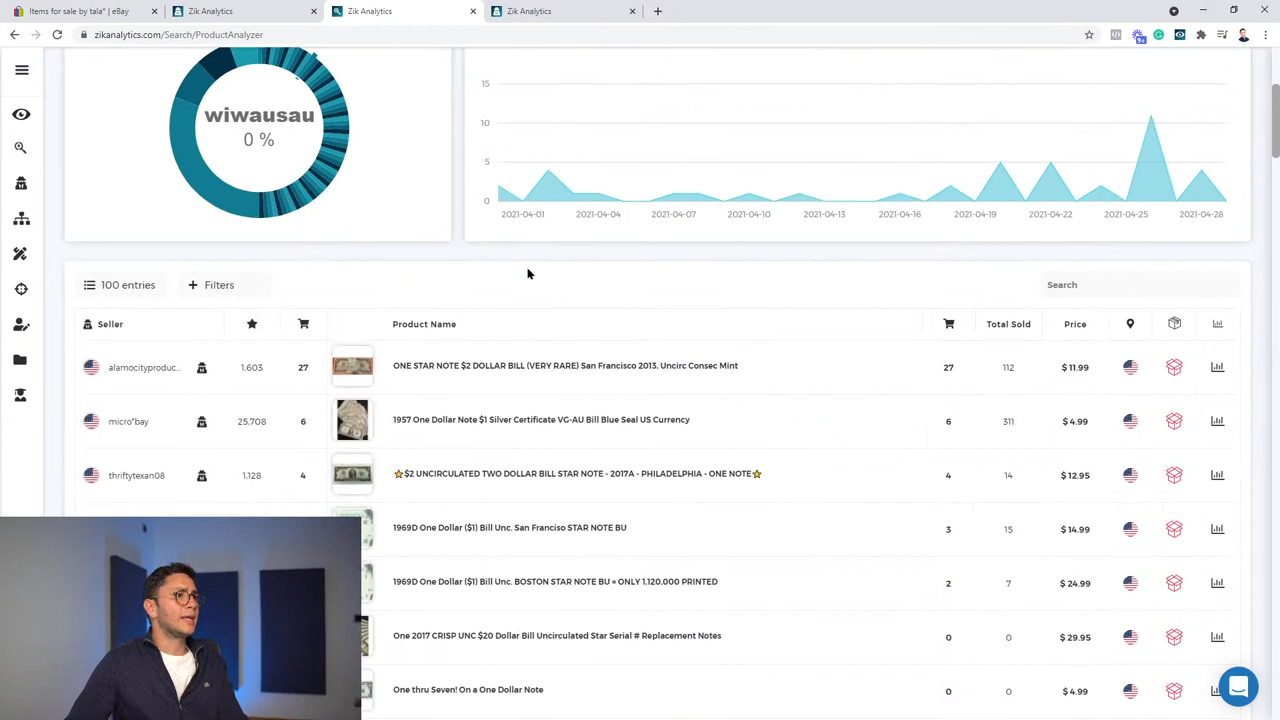 Items for sale by tala* | eBay
Zik Analytics
Zik Analytics
Zik Analytics
zikanalytics.com/Search/ProductAnalyzer
9+
wiwausau
0 %
15
10
5
0
2021-04-01 2021-04-04 2021-04-07 2021-04-10 2021-04-13 2021-04-16 2021-04-19 2021-04-22 2021-04-25 2021-04-28
100 entries + Filters Search
Seller Product Name Total Sold Price
alamocityproduc... 1,603 27 ONE STAR NOTE $2 DOLLAR BILL (VERY RARE) San Francisco 2013, Uncirc Consec Mint 27 112 $ 11.99
micro*bay 25,708 6 1957 One Dollar Note $1 Silver Certificate VG-AU Bill Blue Seal US Currency 6 311 $ 4.99
thriftytexan08 1,128 4 ⭐$2 UNCIRCULATED TWO DOLLAR BILL STAR NOTE - 2017A - PHILADELPHIA - ONE NOTE⭐ 4 14 $ 12.95
1969D One Dollar ($1) Bill Unc. San Franciso STAR NOTE BU 3 15 $ 14.99
1969D One Dollar ($1) Bill Unc. BOSTON STAR NOTE BU = ONLY 1,120,000 PRINTED 2 7 $ 24.99
One 2017 CRISP UNC $20 Dollar Bill Uncirculated Star Serial # Replacement Notes 0 0 $ 29.95
One thru Seven! On a One Dollar Note 0 0 $ 4.99